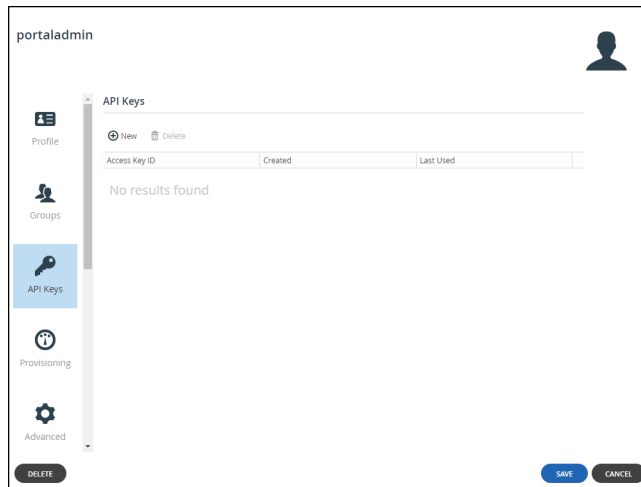 portaladmin
Profile
Groups
API Keys
Provisioning
Advanced
API Keys
New Delete
Access Key ID Created Last Used
No results found
DELETE SAVE CANCEL